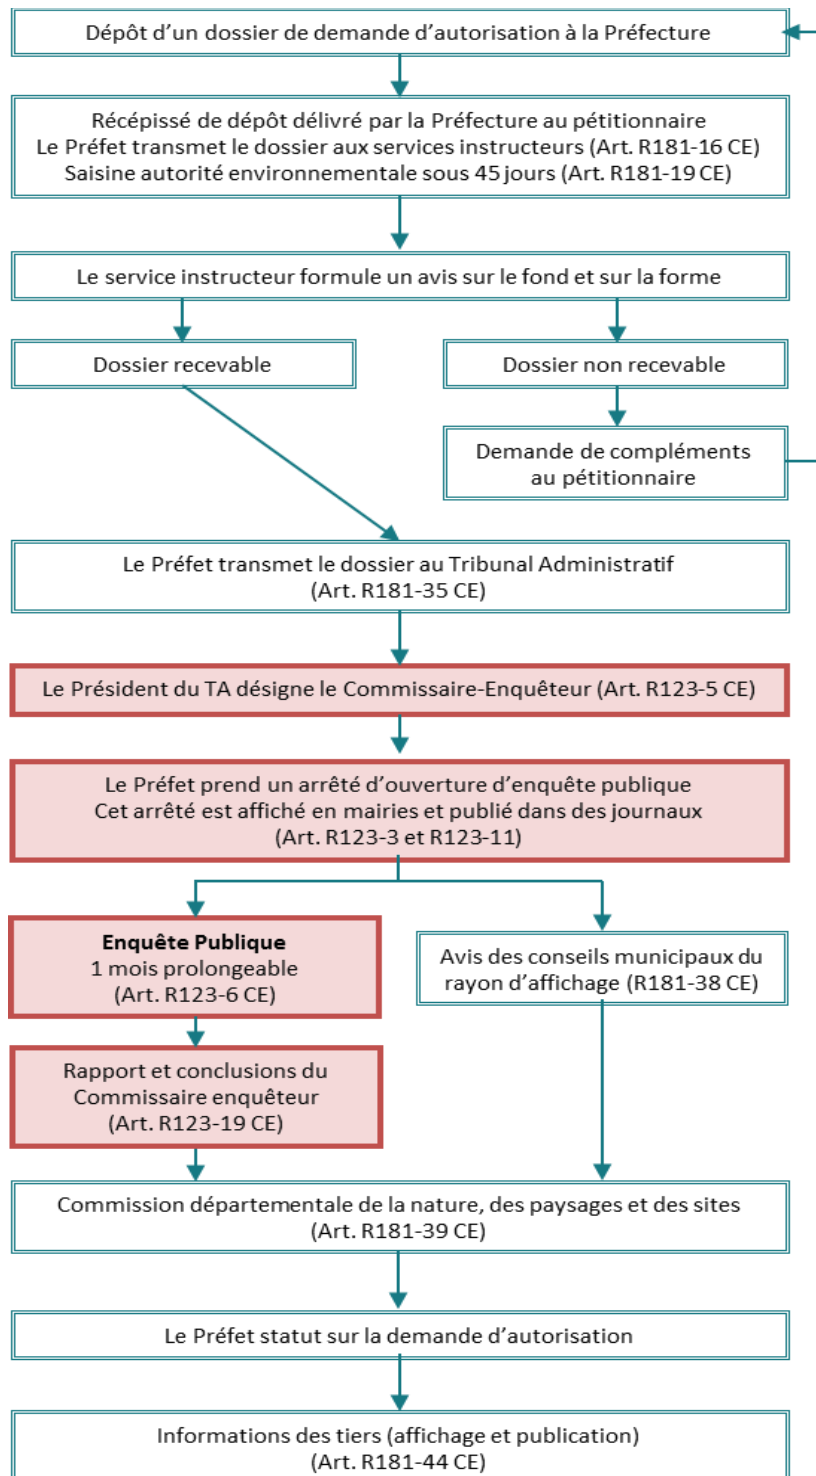 Dépôt d’un dossier de demande d’autorisation à la Préfecture
Récépissé de dépôt délivré par la Préfecture au pétitionnaire
Le Préfet transmet le dossier aux services instructeurs (Art. R181-16 CE)
Saisine autorité environnementale sous 45 jours (Art. R181-19 CE)
Le service instructeur formule un avis sur le fond et sur la forme
Dossier recevable
Dossier non recevable
Demande de compléments
au pétitionnaire
Le Préfet transmet le dossier au Tribunal Administratif
(Art. R181-35 CE)
Le Président du TA désigne le Commissaire-Enquêteur (Art. R123-5 CE)
Le Préfet prend un arrêté d’ouverture d’enquête publique
Cet arrêté est affiché en mairies et publié dans des journaux
(Art. R123-3 et R123-11)
Enquête Publique
1 mois prolongeable
(Art. R123-6 CE)
Avis des conseils municipaux du
rayon d’affichage (R181-38 CE)
Rapport et conclusions du
Commissaire enquêteur
(Art. R123-19 CE)
Commission départementale de la nature, des paysages et des sites
(Art. R181-39 CE)
Le Préfet statut sur la demande d’autorisation
Informations des tiers (affichage et publication)
(Art. R181-44 CE)